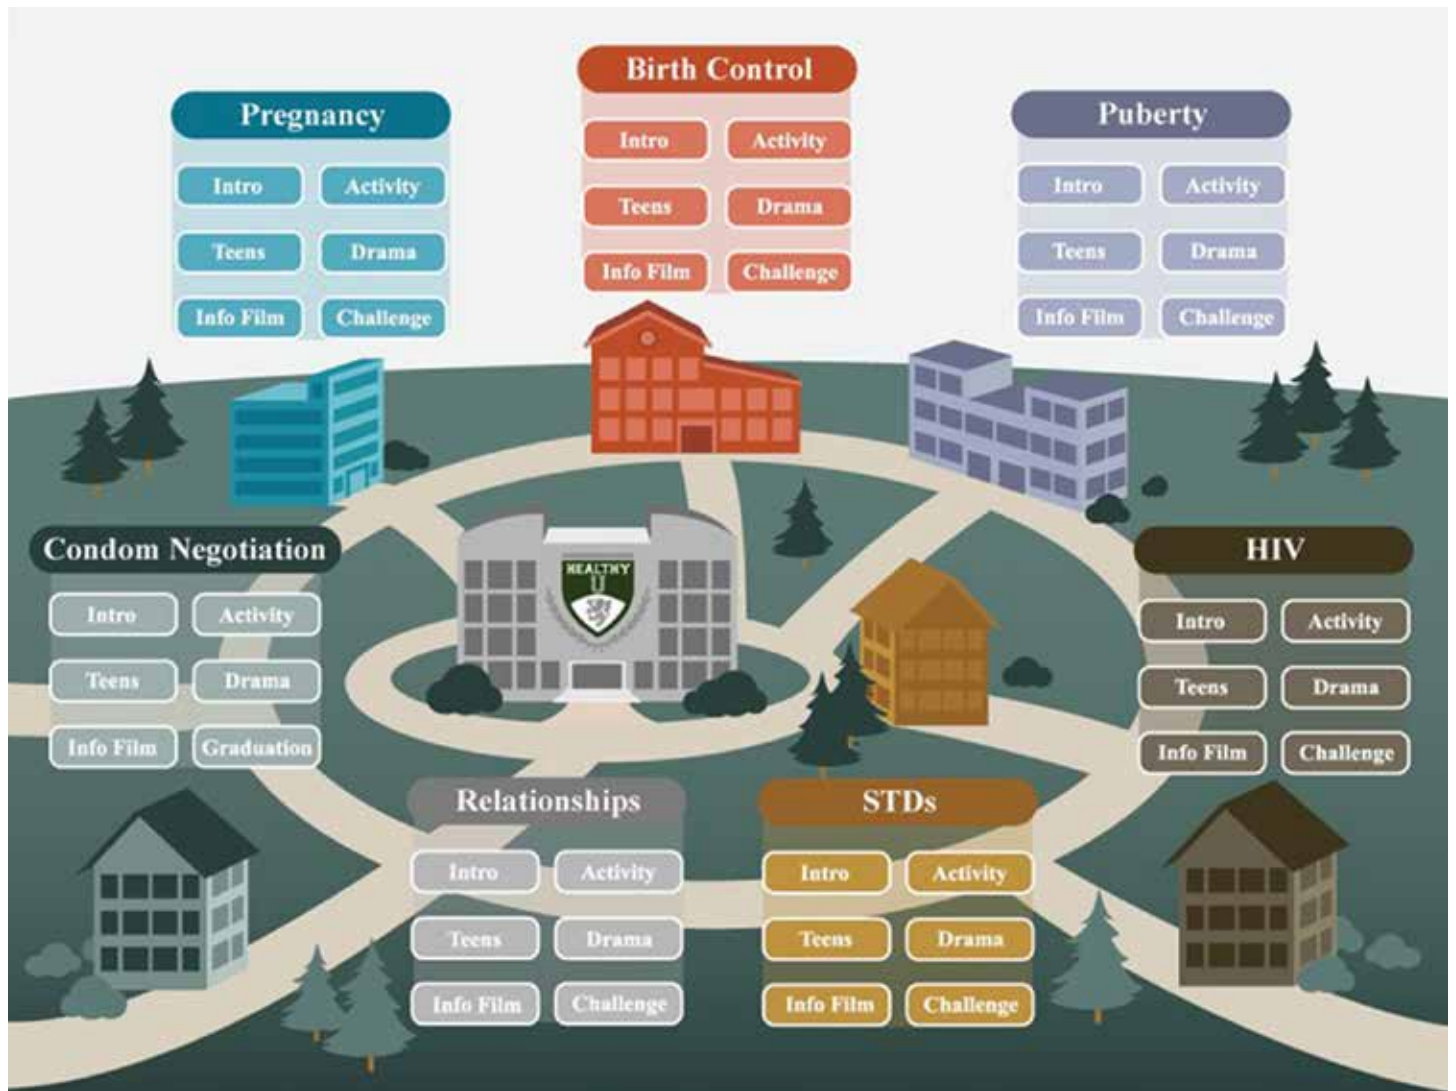 Birth Control
Intro Activity
Teens Drama
Info Film Challenge
Pregnancy
Intro Activity
Teens Drama
Info Film Challenge
Puberty
Intro Activity
Teens Drama
Info Film Challenge
Condom Negotiation
Intro Activity
Teens Drama
Info Film Graduation
HEALTHY
U
HIV
Intro Activity
Teens Drama
Info Film Challenge
Relationships
Intro Activity
Teens Drama
Info Film Challenge
STDs
Intro Activity
Teens Drama
Info Film Challenge